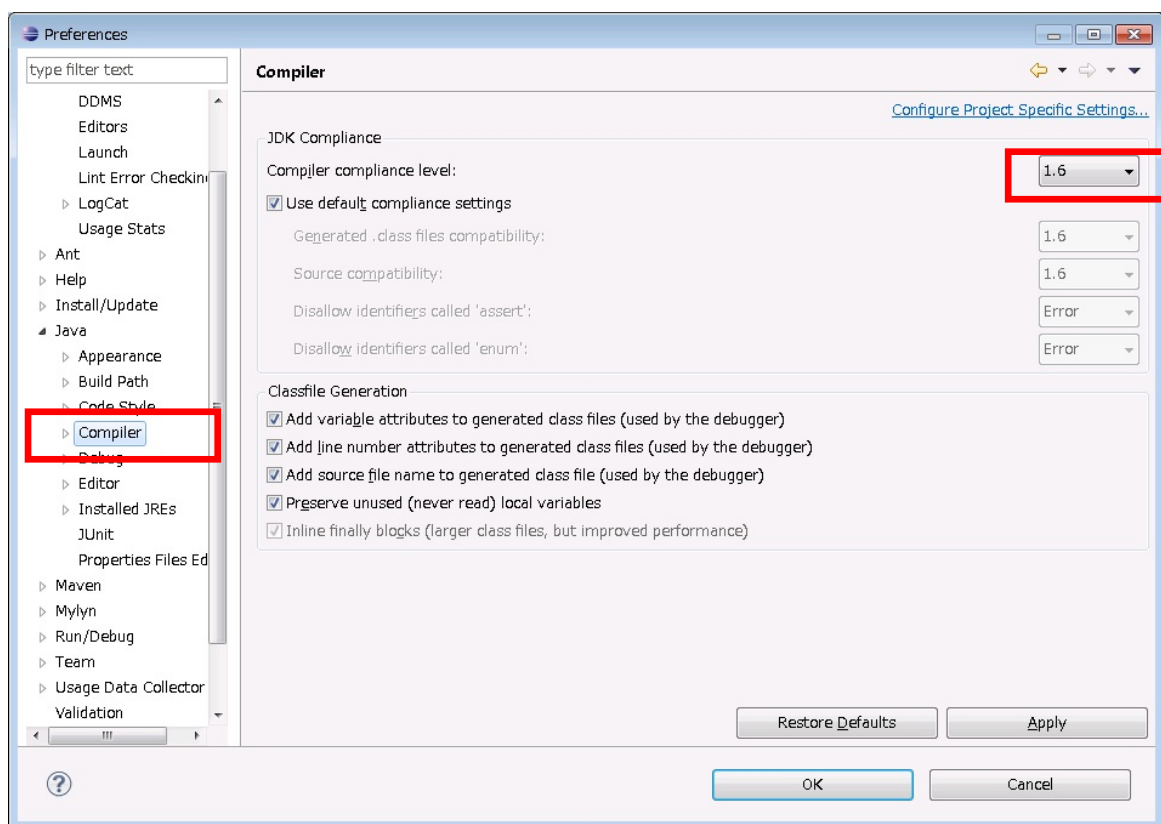 Preferences
type filter text
DDMS
Editors
Launch
Lint Error Checkin
LogCat
Usage Stats
Ant
Help
Install/Update
Java
Appearance
Build Path
Code Style
Compiler
Debug
Editor
Installed JREs
JUnit
Properties Files Ed
Maven
Mylyn
Run/Debug
Team
Usage Data Collector
Validation
Compiler
Configure Project Specific Settings...
JDK Compliance
Compiler compliance level: 1.6
Use default compliance settings
Generated .class files compatibility: 1.6
Source compatibility: 1.6
Disallow identifiers called 'assert': Error
Disallow identifiers called 'enum': Error
Classfile Generation
Add variable attributes to generated class files (used by the debugger)
Add line number attributes to generated class files (used by the debugger)
Add source file name to generated class file (used by the debugger)
Preserve unused (never read) local variables
Inline finally blocks (larger class files, but improved performance)
Restore Defaults Apply
OK Cancel